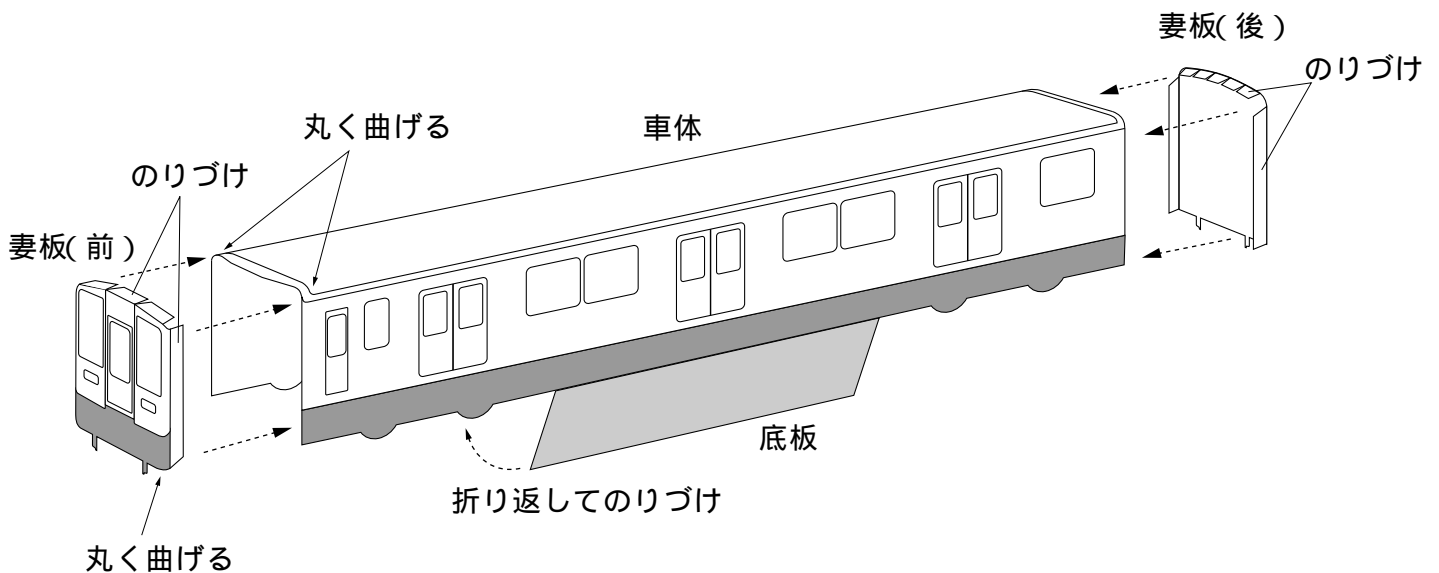 妻板(後)
のりづけ
丸く曲げる
車体
のりづけ
妻板(前)
底板
折り返してのりづけ
丸く曲げる